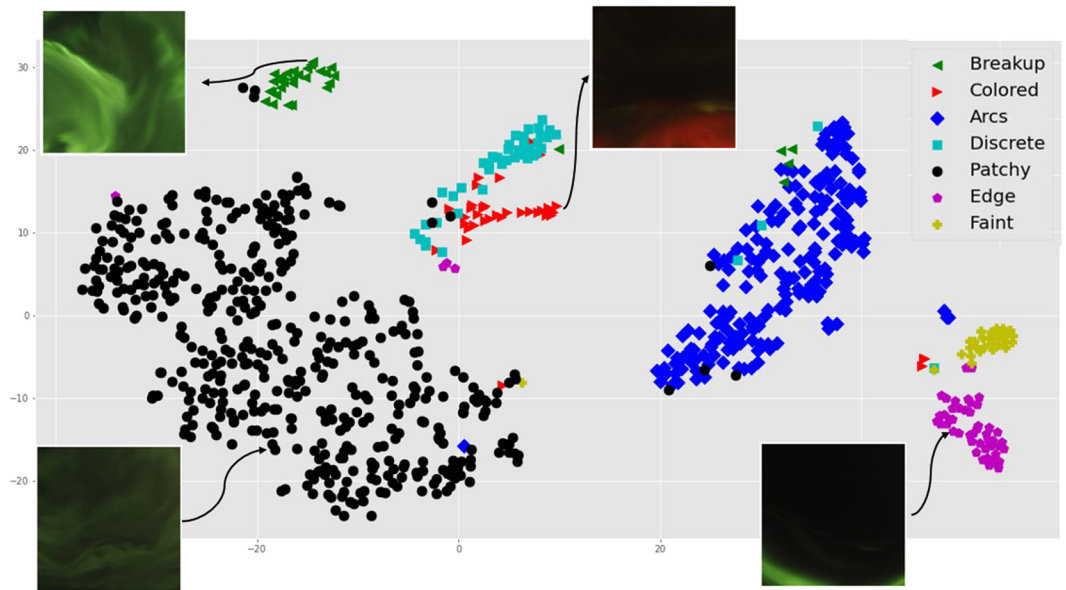 30
20
10
0
−10
−20
−20
0
20
Breakup
Colored
Arcs
Discrete
Patchy
Edge
Faint